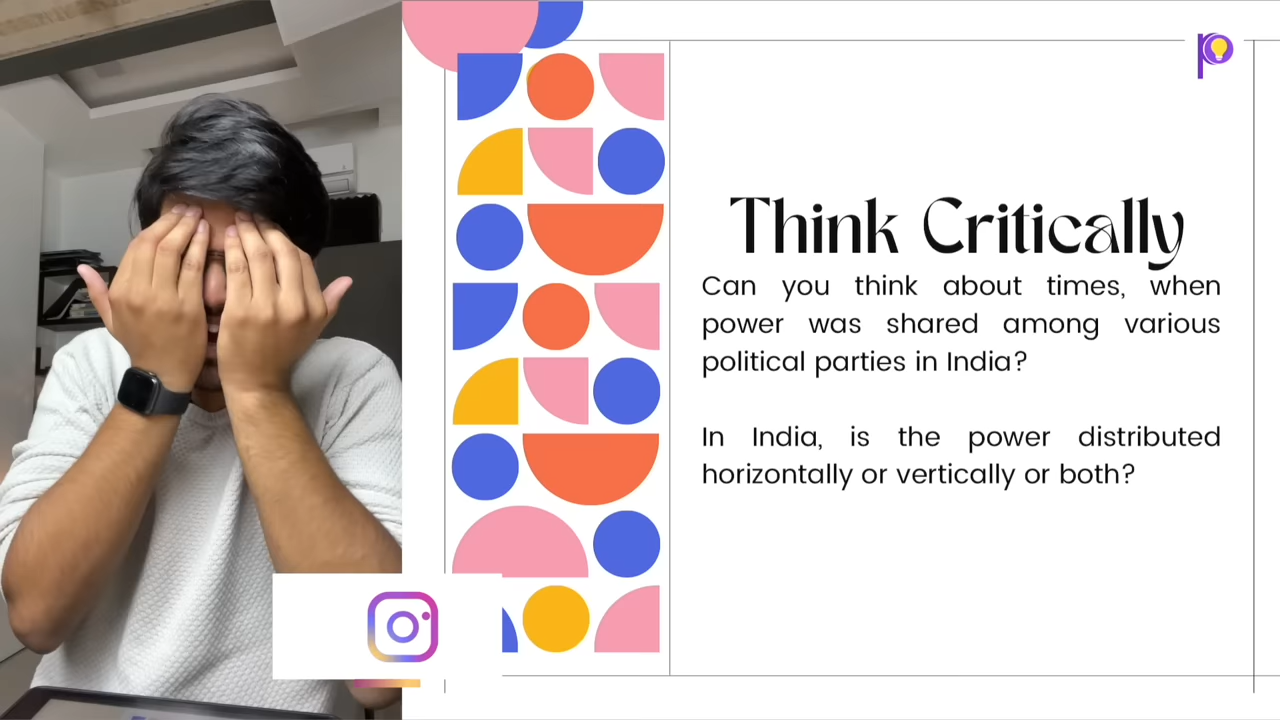 Think Critically
Can you think about times, when
power was shared among various
political parties in India?
In India, is the power distributed
horizontally or vertically or both?